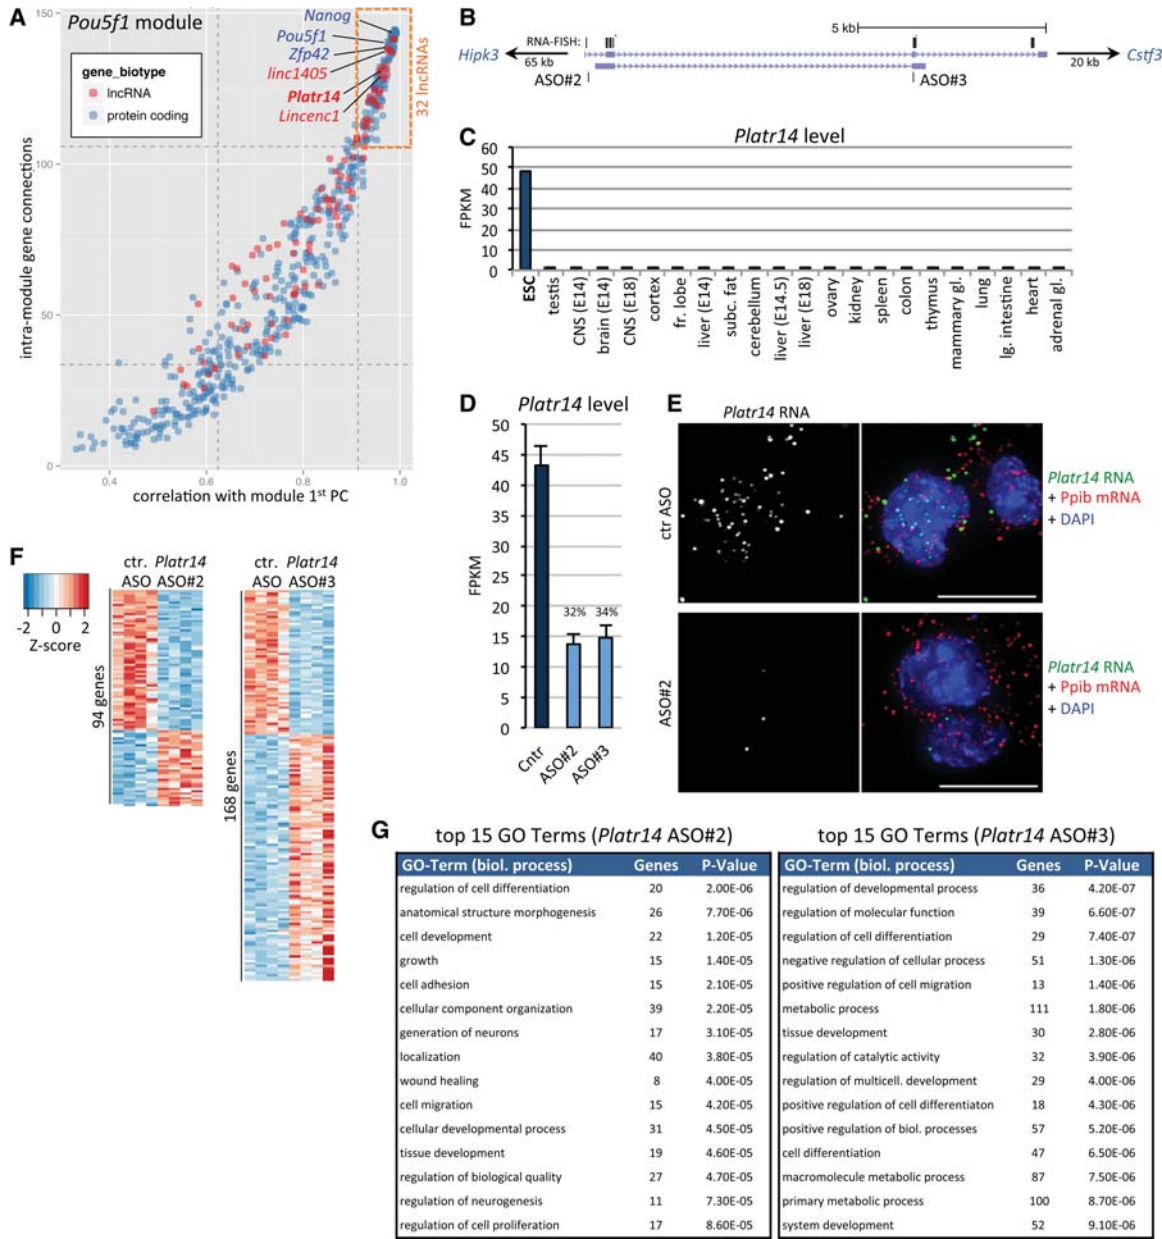 A
Pou5f1 module
gene_biotype
lncRNA
protein coding
Nanog
Pou5f1
Zfp42
linc1405
Platr14
Lincenc1
32 lncRNAs
150
100
50
0
intra-module gene connections
0.4
0.6
0.8
1.0
correlation with module 1st PC
B
5 kb
RNA-FISH:
Hipk3
65 kb
ASO#2
ASO#3
20 kb
Cstf3
C
Platr14 level
FPKM
60
50
40
30
20
10
0
ESC
testis
CNS (E14)
brain (E14)
CNS (E18)
cortex
fr. lobe
liver (E14)
subc. fat
cerebellum
liver (E14.5)
liver (E18)
ovary
kidney
spleen
colon
thymus
mammary gl.
lung
lg. intestine
heart
adrenal gl.
D
Platr14 level
FPKM
50
45
40
35
30
25
20
15
10
5
0
32%
34%
Cntr
ASO#2
ASO#3
E
Platr14 RNA
ctr ASO
Platr14 RNA
+ Ppib mRNA
+ DAPI
ASO#2
Platr14 RNA
+ Ppib mRNA
+ DAPI
F
-2 0 2
Z-score
ctr. Platr14
ASO ASO#2
94 genes
ctr. Platr14
ASO ASO#3
168 genes
G
top 15 GO Terms (Platr14 ASO#2)
GO-Term (biol. process) Genes P-Value
regulation of cell differentiation 20 2.00E-06
anatomical structure morphogenesis 26 7.70E-06
cell development 22 1.20E-05
growth 15 1.40E-05
cell adhesion 15 2.10E-05
cellular component organization 39 2.20E-05
generation of neurons 17 3.10E-05
localization 40 3.80E-05
wound healing 8 4.00E-05
cell migration 15 4.20E-05
cellular developmental process 31 4.50E-05
tissue development 19 4.60E-05
regulation of biological quality 27 4.70E-05
regulation of neurogenesis 11 7.30E-05
regulation of cell proliferation 17 8.60E-05
top 15 GO Terms (Platr14 ASO#3)
GO-Term (biol. process) Genes P-Value
regulation of developmental process 36 4.20E-07
regulation of molecular function 39 6.60E-07
regulation of cell differentiation 29 7.40E-07
negative regulation of cellular process 51 1.30E-06
positive regulation of cell migration 13 1.40E-06
metabolic process 111 1.80E-06
tissue development 30 2.80E-06
regulation of catalytic activity 32 3.90E-06
regulation of multicell. development 29 4.00E-06
positive regulation of cell differentiaton 18 4.30E-06
positive regulation of biol. processes 57 5.20E-06
cell differentiation 47 6.50E-06
macromolecule metabolic process 87 7.50E-06
primary metabolic process 100 8.70E-06
system development 52 9.10E-06